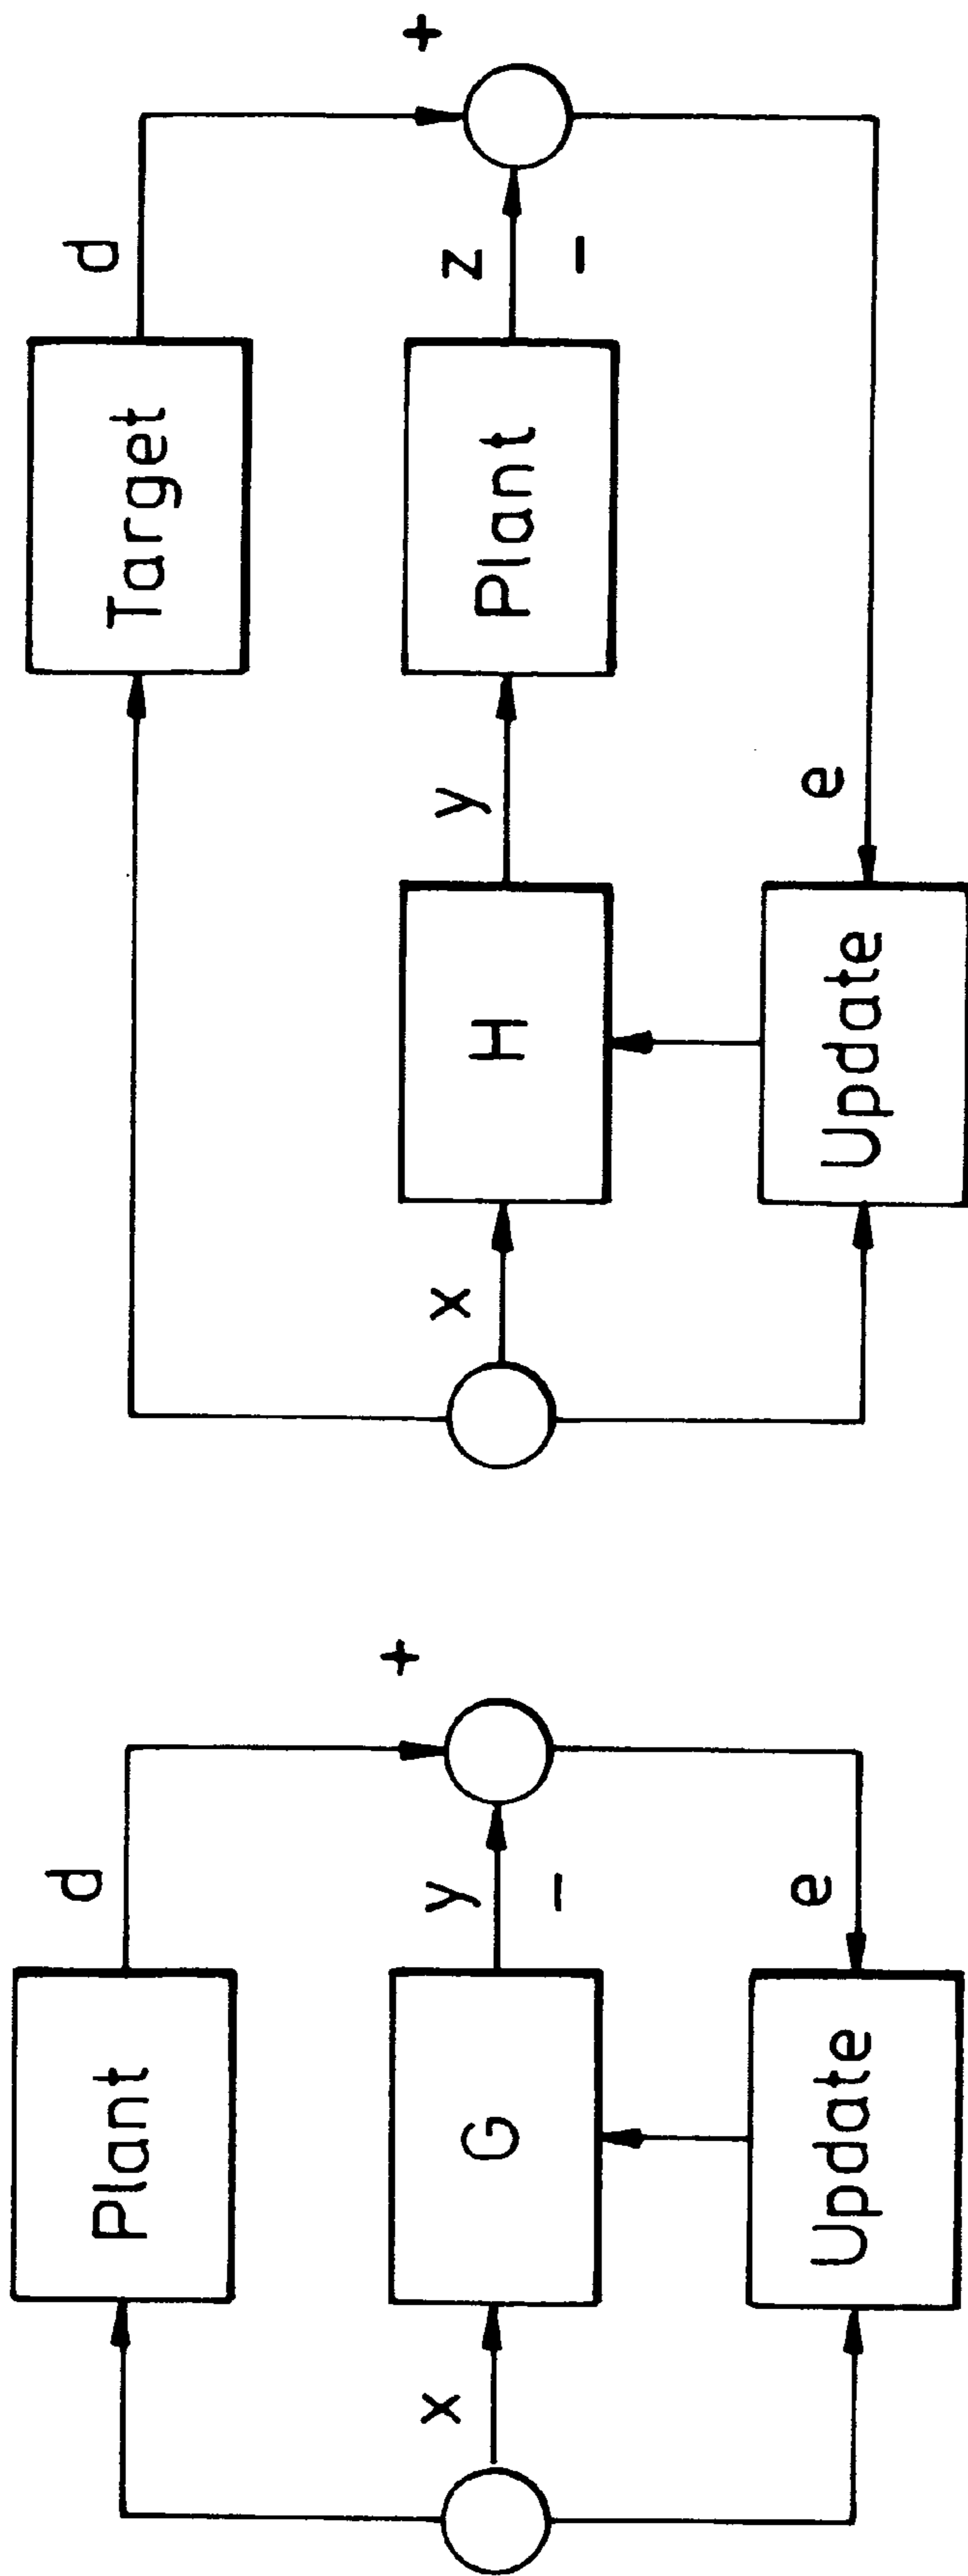 Plant
d
+
x
G
y
−
Update
e
Target
d
+
x
H
y
Plant
z
−
Update
e